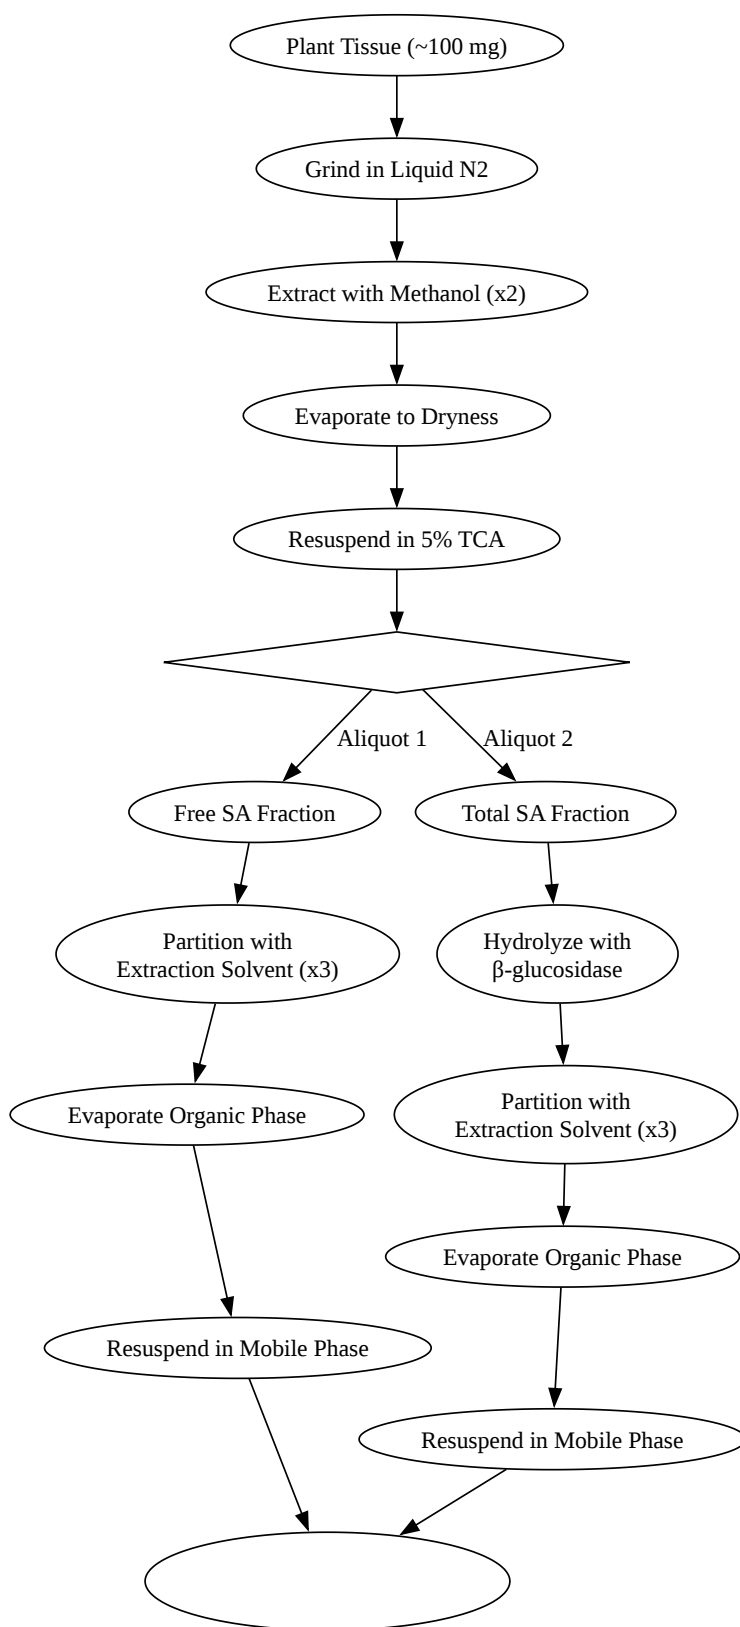 Plant Tissue (~100 mg)
Grind in Liquid N2
Extract with Methanol (x2)
Evaporate to Dryness
Resuspend in 5% TCA
Aliquot 1
Aliquot 2
Free SA Fraction
Total SA Fraction
Partition with
Extraction Solvent (x3)
Hydrolyze with
β-glucosidase
Evaporate Organic Phase
Partition with
Extraction Solvent (x3)
Evaporate Organic Phase
Resuspend in Mobile Phase
Resuspend in Mobile Phase